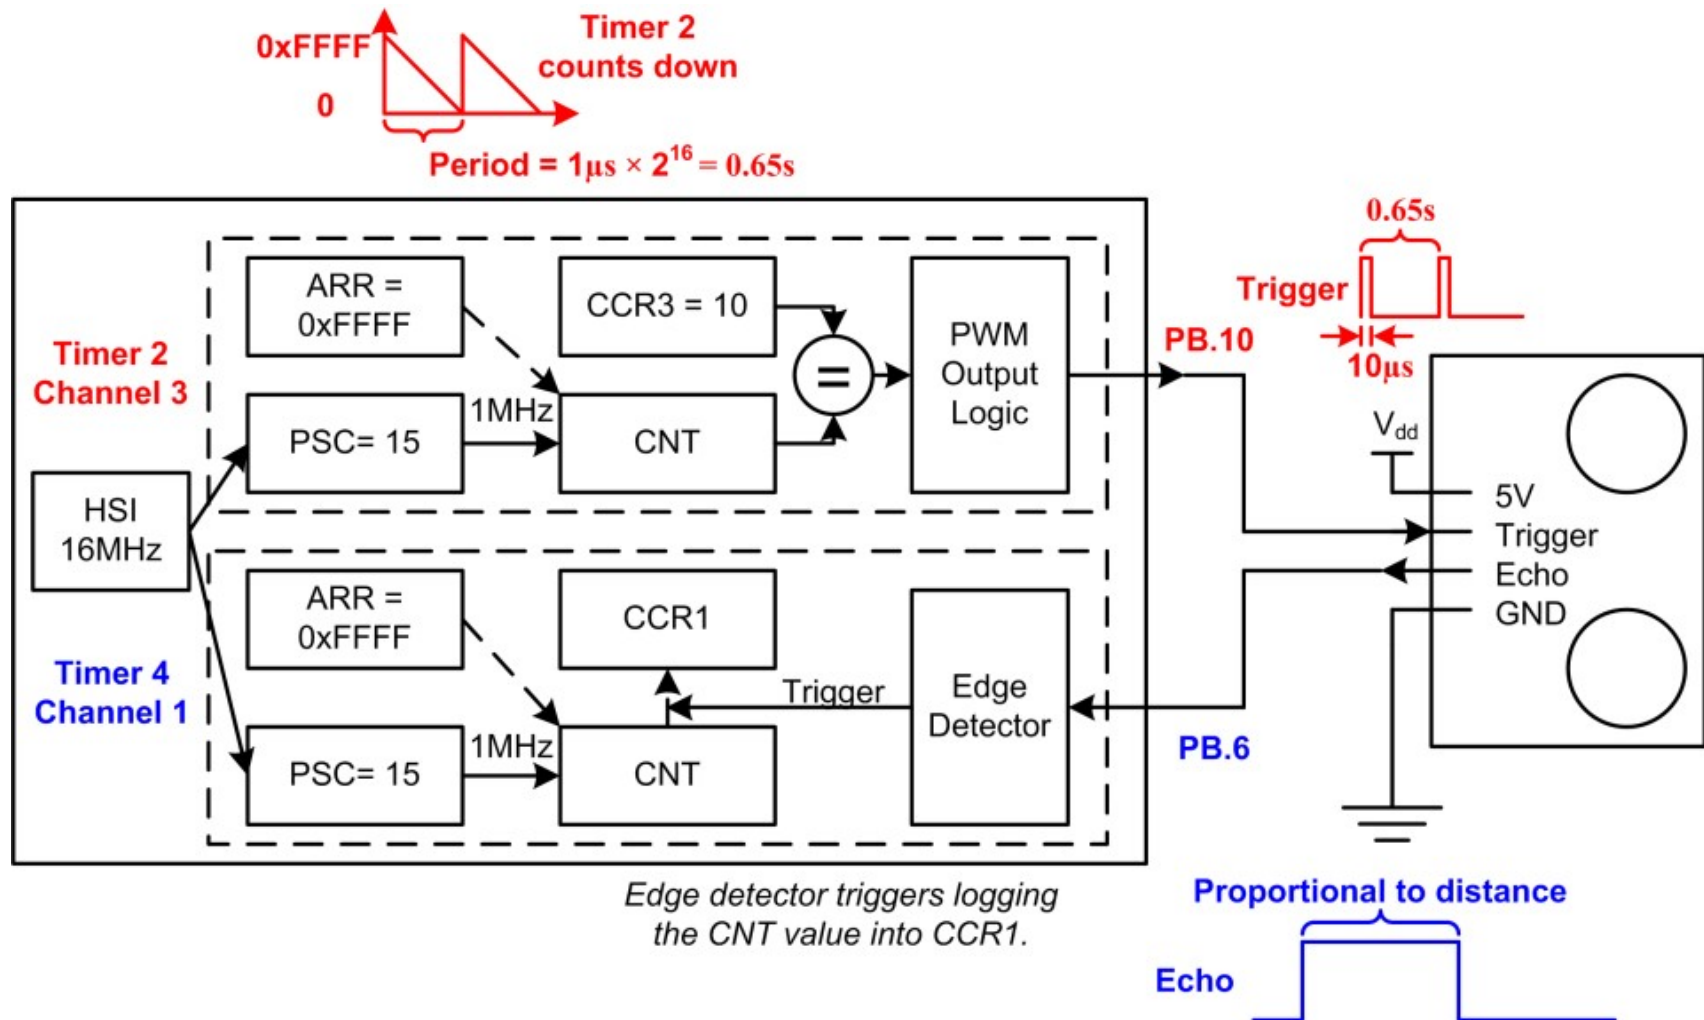 Timer 2
counts down
0xFFFF
0
Period = 1μs × 2^16 = 0.65s
0.65s
Trigger
10μs
Timer 2
Channel 3
ARR =
0xFFFF
CCR3 = 10
PWM
Output
Logic
=
PSC= 15
1MHz
CNT
PB.10
HSI
16MHz
Vdd
5V
Trigger
Echo
GND
Timer 4
Channel 1
ARR =
0xFFFF
CCR1
Edge
Detector
Trigger
PSC= 15
1MHz
CNT
PB.6
Edge detector triggers logging
the CNT value into CCR1.
Proportional to distance
Echo